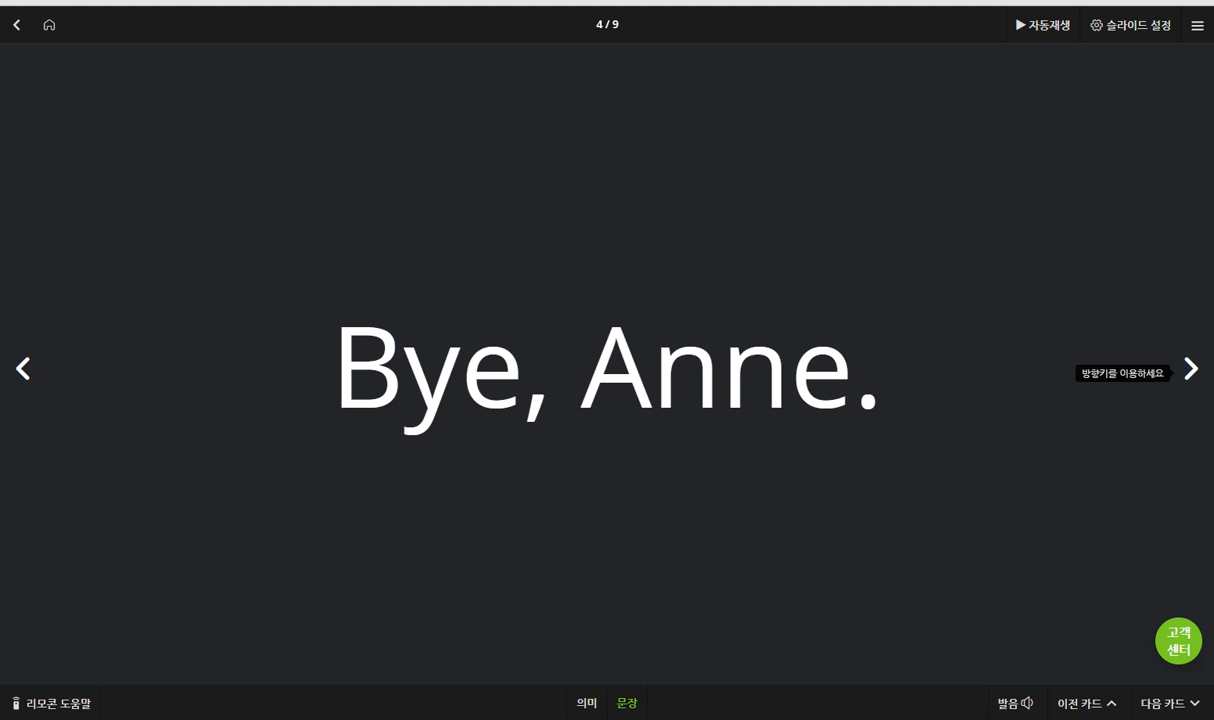 4 / 9
자동재생
슬라이드 설정
Bye, Anne.
방향키를 이용하세요
고객
센터
리모콘 도움말
의미
문장
발음
이전 카드
다음 카드